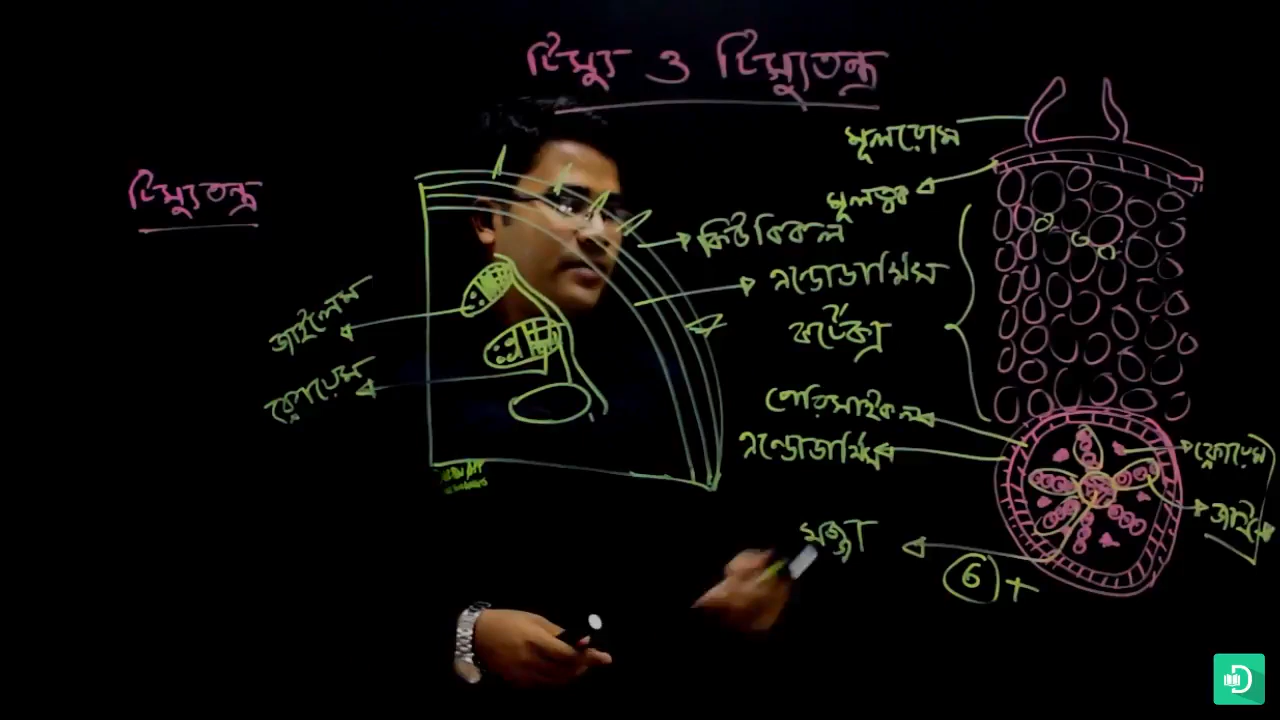 টিস্যু ও টিস্যুতন্ত্র
টিস্যুতন্ত্র
মূলরোম
মূলত্বক
কিউটিকল
এন্ডোডার্মিস
জাইলেম
কর্টেক্স
ফ্লোয়েম
পেরিসাইকল
এন্ডোডার্মিস
ফ্লোয়েম
জাইলেম
মজ্জা
6 +